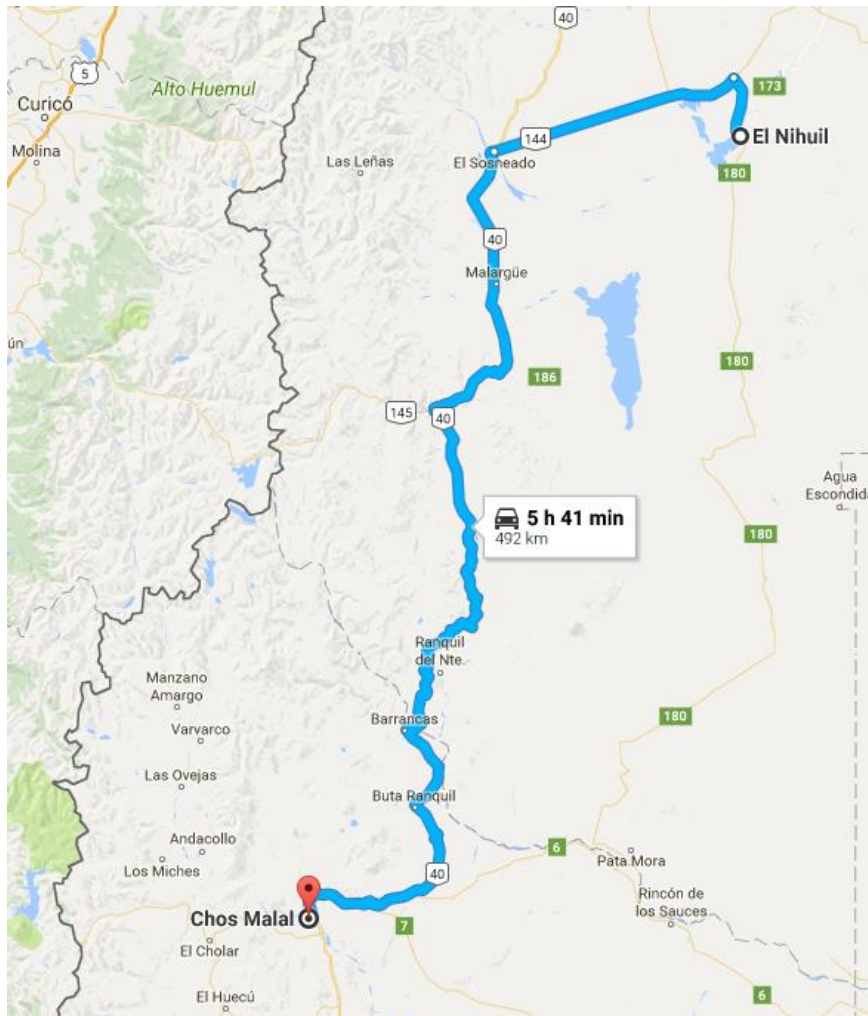 40
5
Alto Huemul
173
Curicó
El Nihuil
Molina
144
Las Leñas
El Sosneado
180
40
Malargüe
ún
180
186
145
40
Agua
Escondida
5 h 41 min
492 km
180
Ranquil
del Nte.
Manzano
Amargo
180
Barrancas
Varvarco
Las Ovejas
Buta Ranquil
Andacollo
6
Los Miches
40
Pata Mora
Rincón de
los Sauces
Chos Malal
7
El Cholar
El Huecú
6